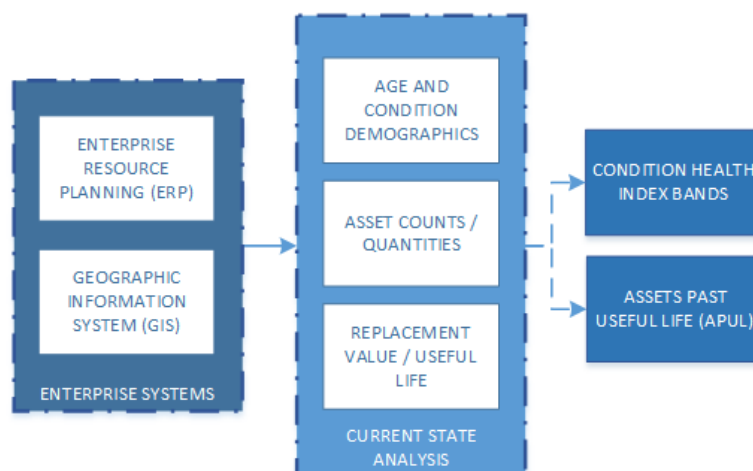 ENTERPRISE
RESOURCE
PLANNING (ERP)
GEOGRAPHIC
INFORMATION
SYSTEM (GIS)
ENTERPRISE SYSTEMS
AGE AND
CONDITION
DEMOGRAPHICS
ASSET COUNTS /
QUANTITIES
REPLACEMENT
VALUE / USEFUL
LIFE
CURRENT STATE
ANALYSIS
CONDITION HEALTH
INDEX BANDS
ASSETS PAST
USEFUL LIFE (APUL)